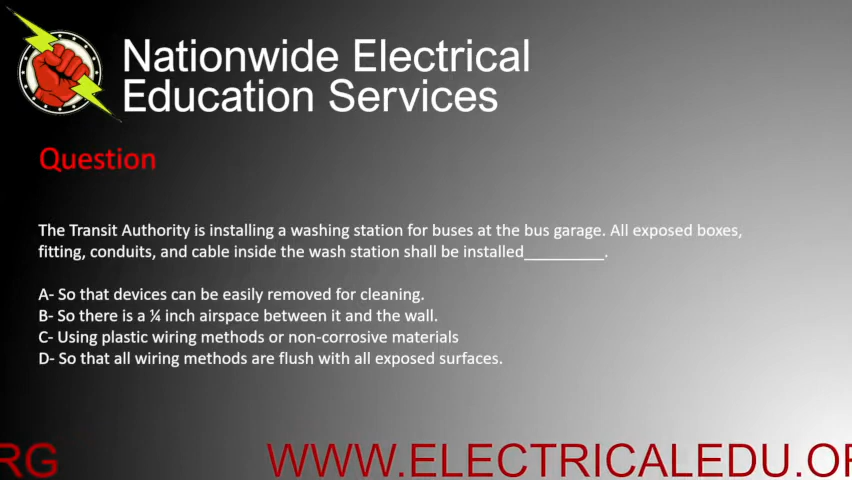 Nationwide Electrical
Education Services
Question
The Transit Authority is installing a washing station for buses at the bus garage. All exposed boxes,
fitting, conduits, and cable inside the wash station shall be installed_________.
A- So that devices can be easily removed for cleaning.
B- So there is a ¼ inch airspace between it and the wall.
C- Using plastic wiring methods or non-corrosive materials
D- So that all wiring methods are flush with all exposed surfaces.
RG WWW.ELECTRICALEDU.OR